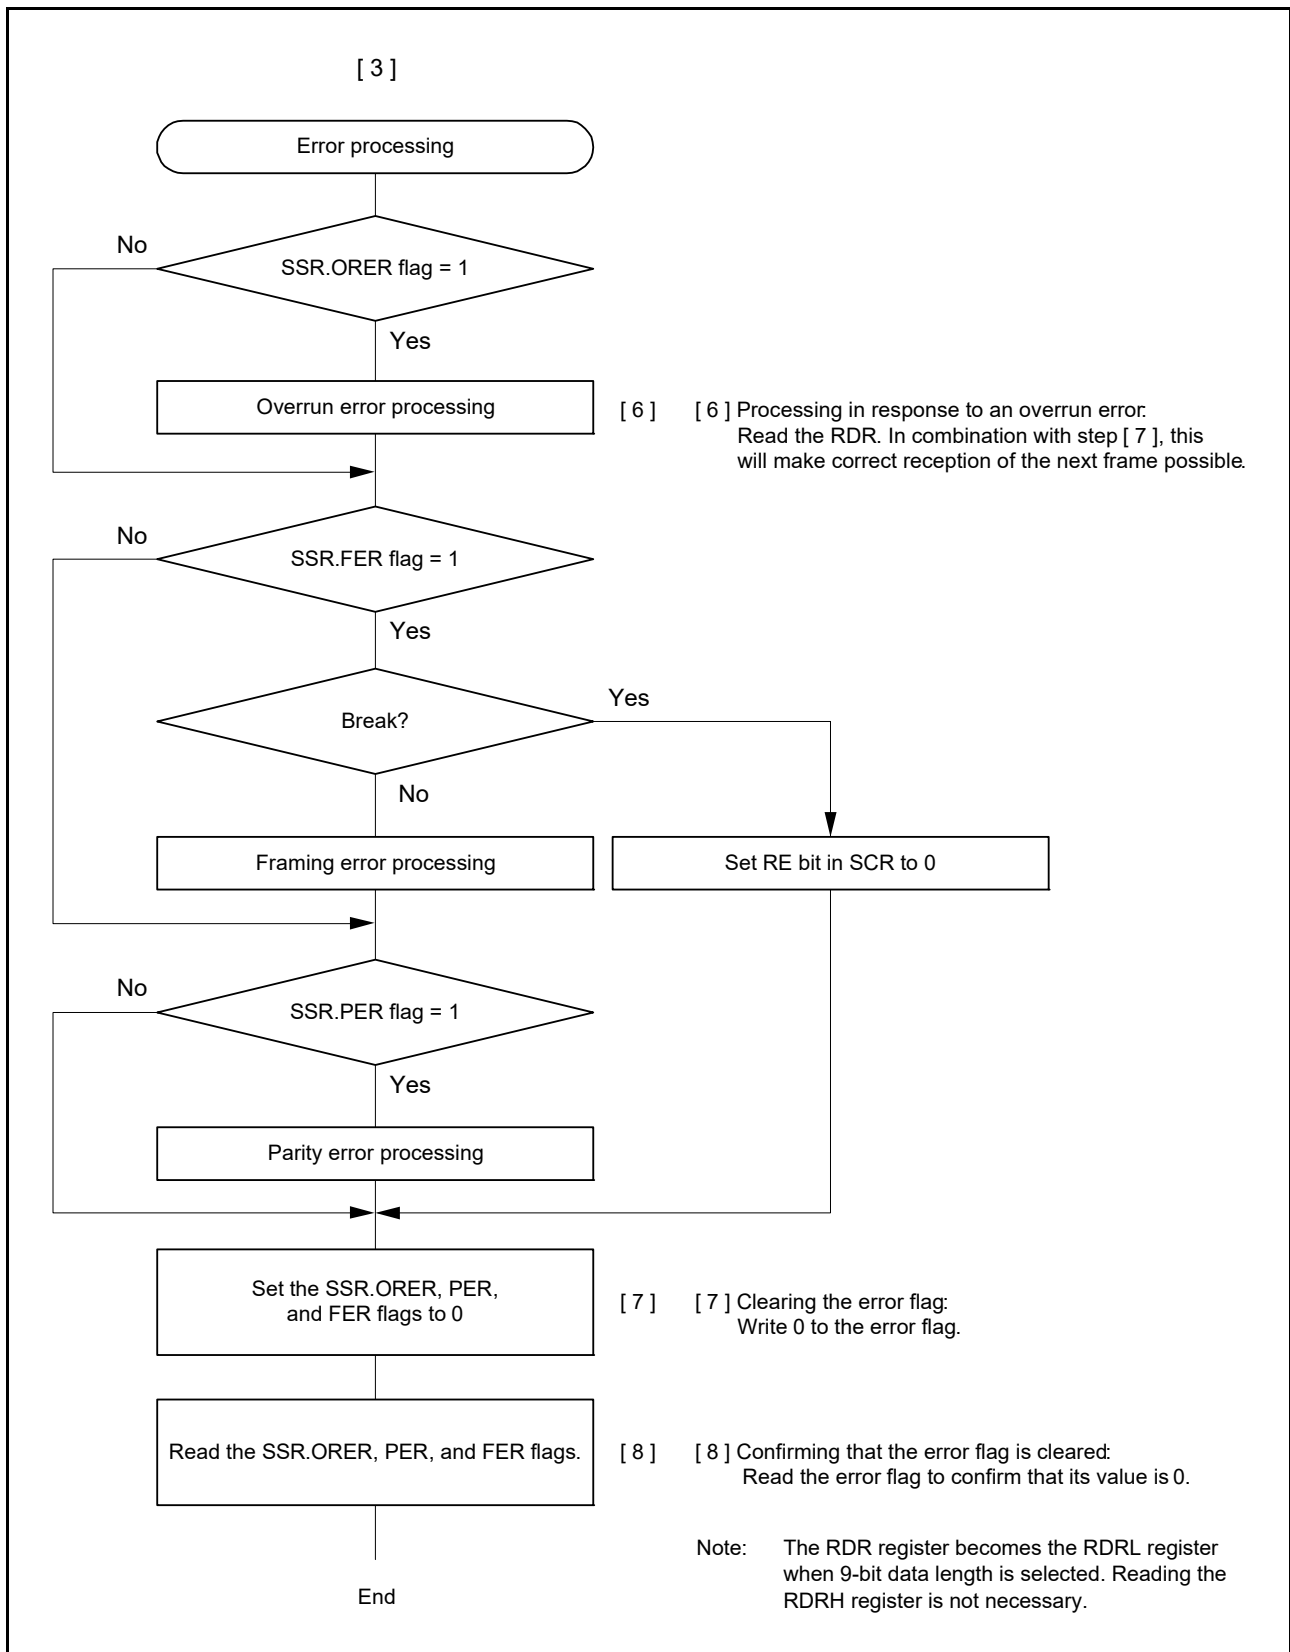 [ 3 ]
Error processing
No
SSR.ORER flag = 1
Yes
Overrun error processing
[ 6 ]
[ 6 ] Processing in response to an overrun error:
Read the RDR. In combination with step [ 7 ], this
will make correct reception of the next frame possible.
No
SSR.FER flag = 1
Yes
Break?
Yes
No
Framing error processing
Set RE bit in SCR to 0
No
SSR.PER flag = 1
Yes
Parity error processing
Set the SSR.ORER, PER,
and FER flags to 0
[ 7 ]
[ 7 ] Clearing the error flag:
Write 0 to the error flag.
Read the SSR.ORER, PER, and FER flags.
[ 8 ]
[ 8 ] Confirming that the error flag is cleared:
Read the error flag to confirm that its value is 0.
End
Note: The RDR register becomes the RDRL register
when 9-bit data length is selected. Reading the
RDRH register is not necessary.